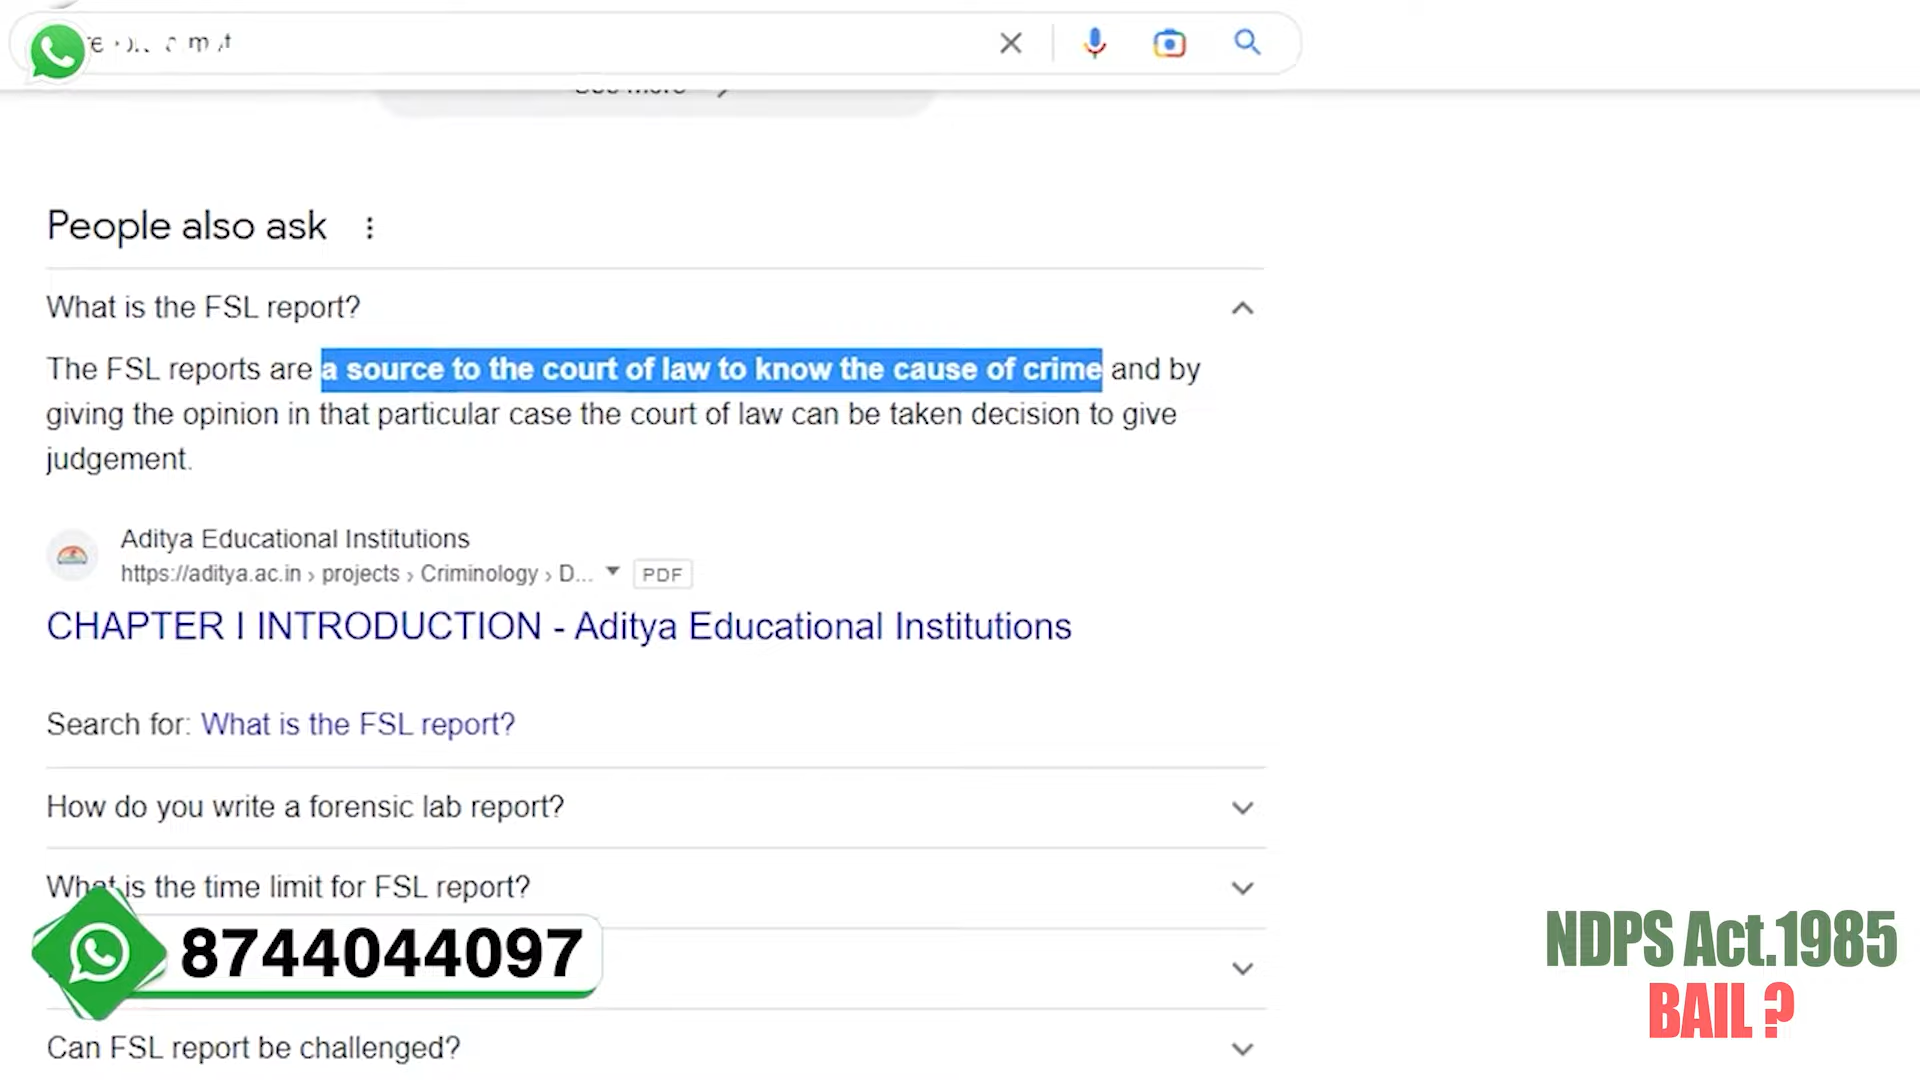 People also ask
What is the FSL report?
The FSL reports are a source to the court of law to know the cause of crime and by
giving the opinion in that particular case the court of law can be taken decision to give
judgement.
Aditya Educational Institutions
https://aditya.ac.in › projects › Criminology › D...
PDF
CHAPTER I INTRODUCTION - Aditya Educational Institutions
Search for: What is the FSL report?
How do you write a forensic lab report?
What is the time limit for FSL report?
8744044097
Can FSL report be challenged?
NDPS Act.1985
BAIL ?